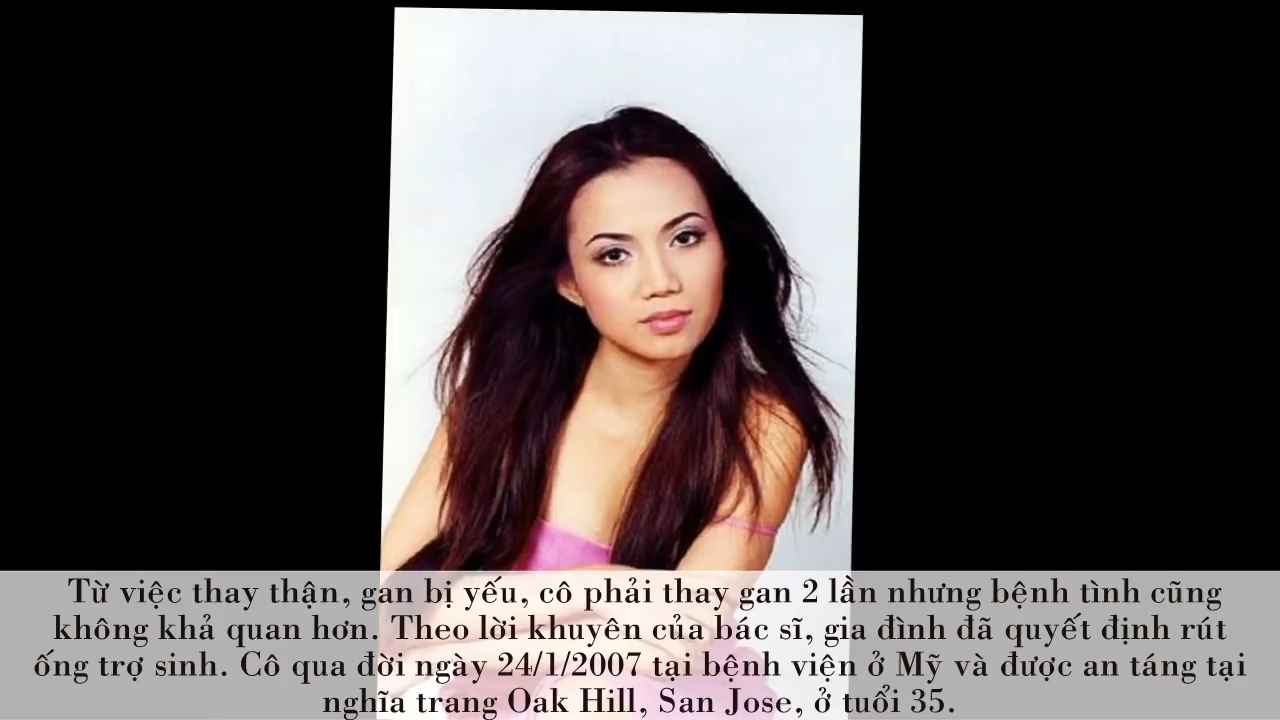 Từ việc thay thận, gan bị yếu, cô phải thay gan 2 lần nhưng bệnh tình cũng
không khả quan hơn. Theo lời khuyên của bác sĩ, gia đình đã quyết định rút
ống trợ sinh. Cô qua đời ngày 24/1/2007 tại bệnh viện ở Mỹ và được an táng tại
nghĩa trang Oak Hill, San Jose, ở tuổi 35.